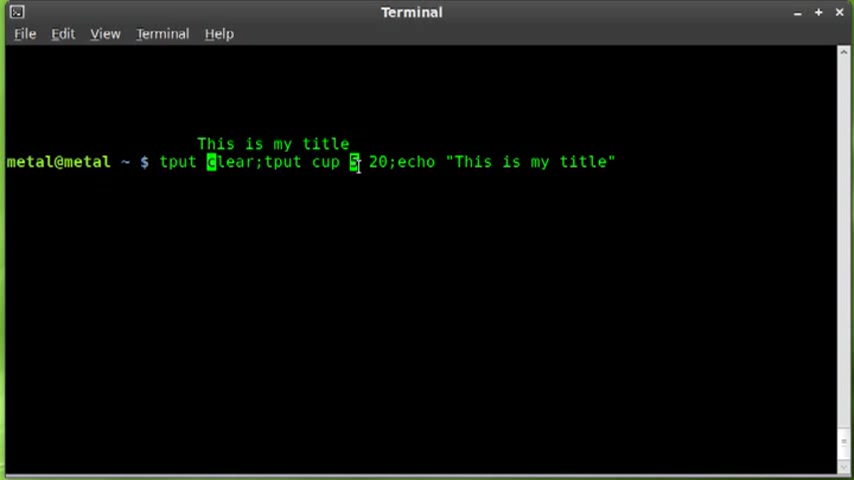 Terminal
File Edit View Terminal Help
This is my title
metal@metal ~ $ tput clear;tput cup 5 20;echo "This is my title"